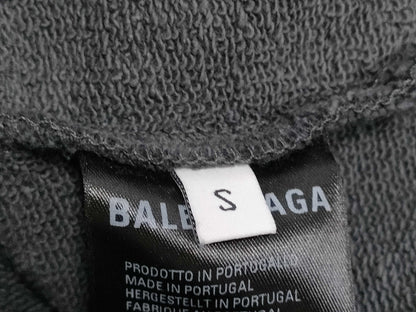 S
BALE AGA
PRODOTTO IN PORTOGALLO
MADE IN PORTUGAL
HERGESTELLT IN PORTUGAL